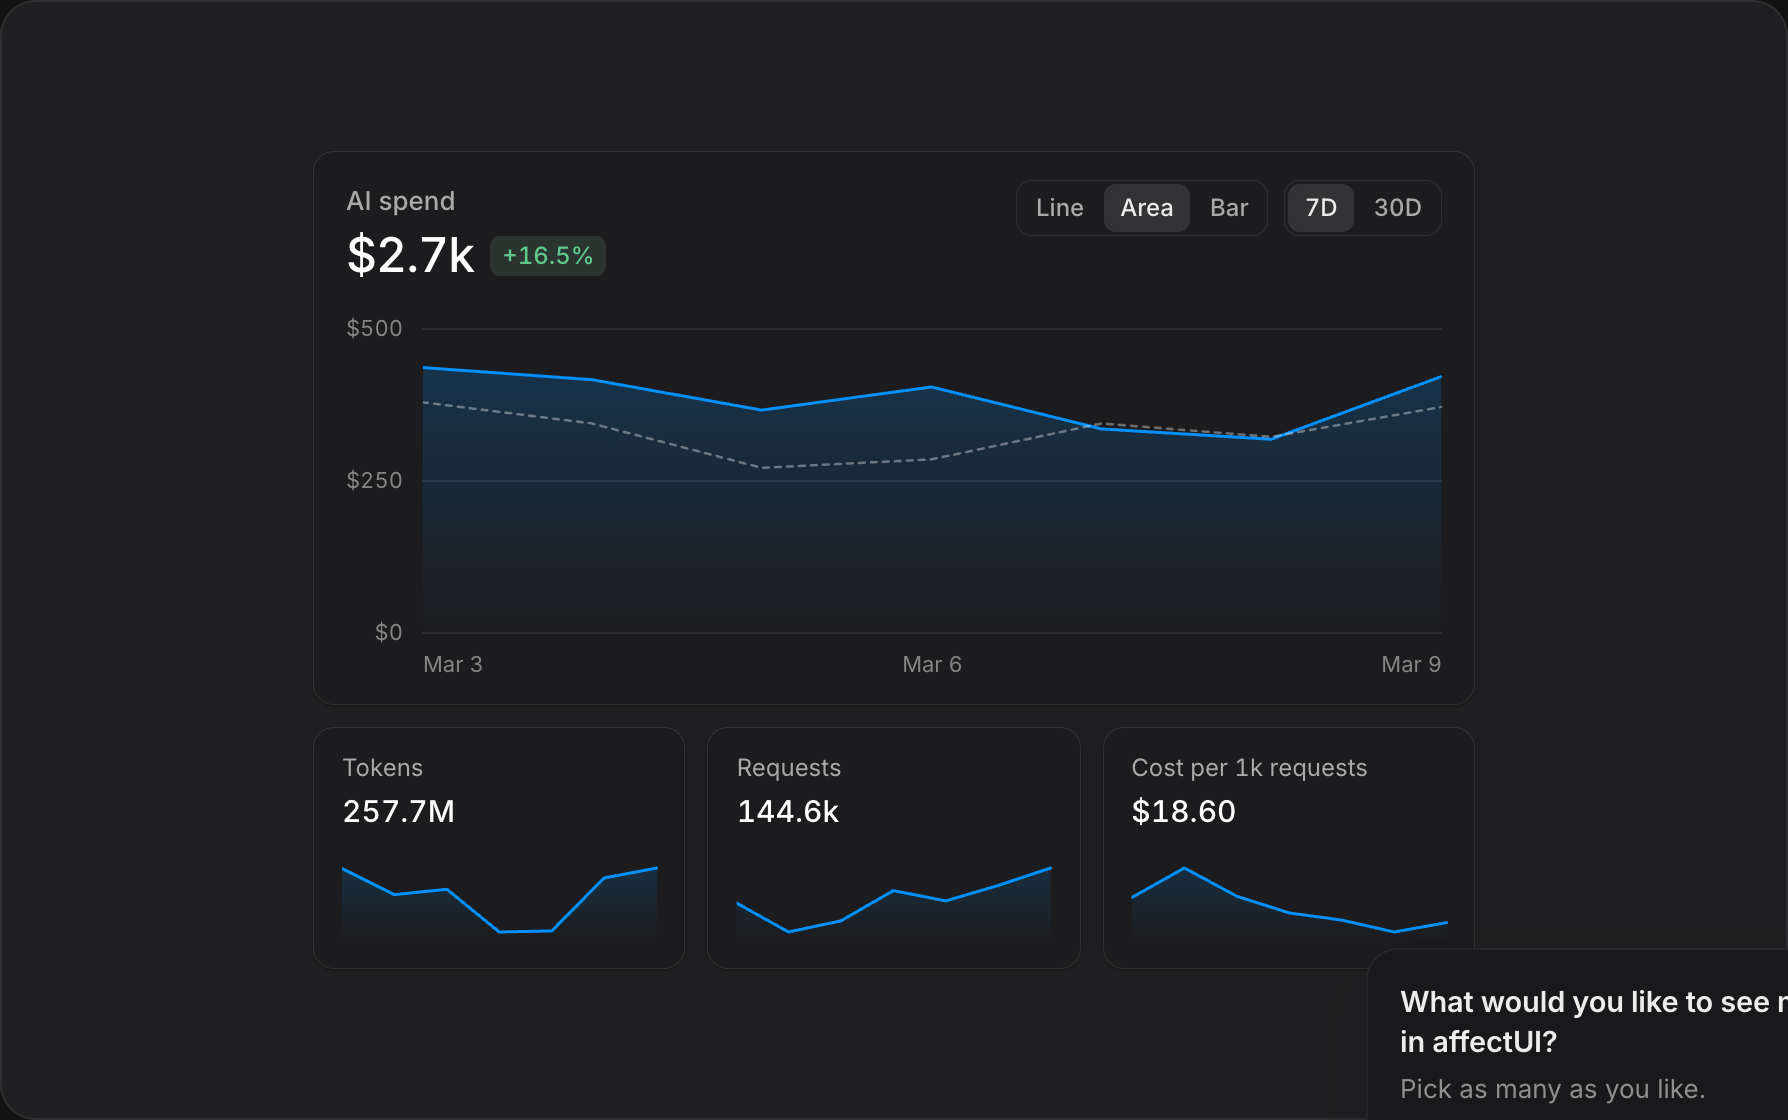 AI spend
$2.7k +16.5%
Line Area Bar 7D 30D
$500
$250
$0
Mar 3 Mar 6 Mar 9
Tokens
257.7M
Requests
144.6k
Cost per 1k requests
$18.60
What would you like to see
in affectUI?
Pick as many as you like.